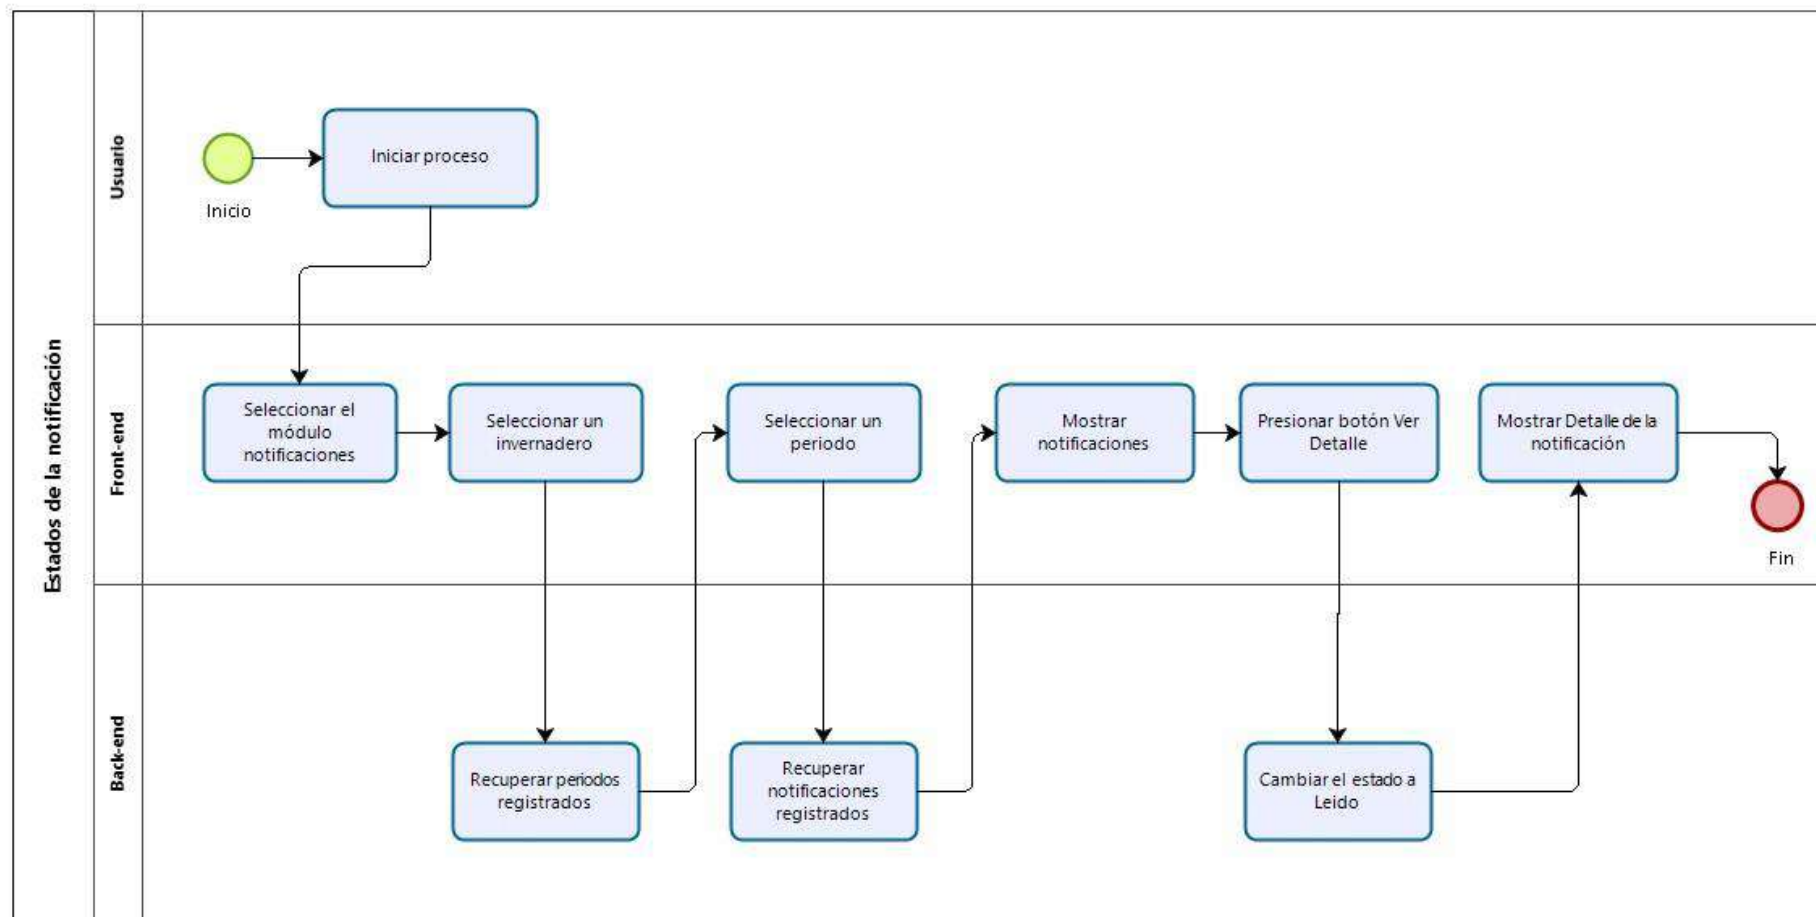 Estados de la notificación
Usuario
Inicio
Iniciar proceso
Front-end
Seleccionar el
módulo
notificaciones
Seleccionar un
invernadero
Seleccionar un
periodo
Mostrar
notificaciones
Presionar botón Ver
Detalle
Mostrar Detalle de la
notificación
Fin
Back-end
Recuperar periodos
registrados
Recuperar
notificaciones
registrados
Cambiar el estado a
Leido